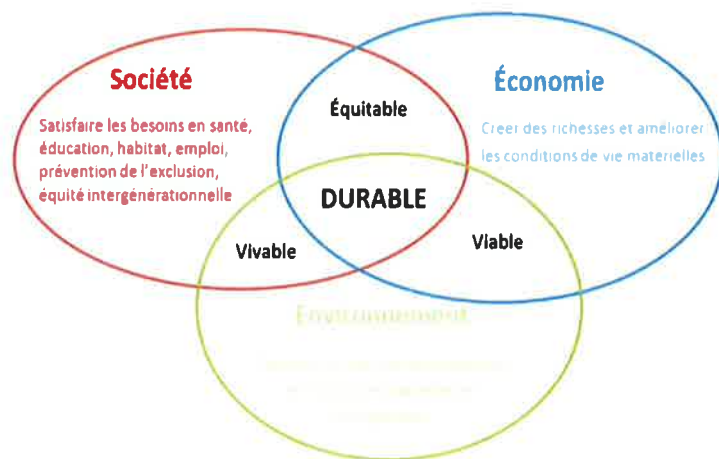 Société
Économie
Équitable
Satisfaire les besoins en santé,
éducation, habitat, emploi,
prévention de l'exclusion,
équité intergénérationnelle
Creer des richesses et améliorer
les conditions de vie materielles
DURABLE
Vivable
Viable
Environnement